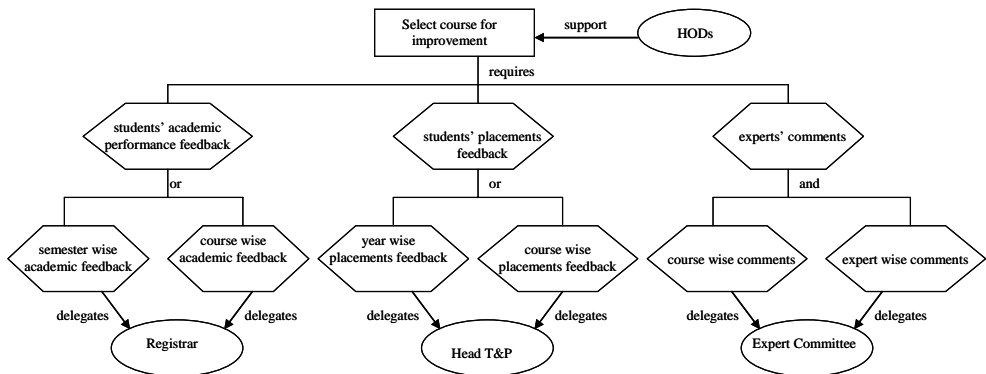 Select course for
improvement
support
HODs
requires
students’ academic
performance feedback
students’ placements
feedback
experts’ comments
or
or
and
semester wise
academic feedback
course wise
academic feedback
year wise
placements feedback
course wise
placements feedback
course wise comments
expert wise comments
delegates
delegates
delegates
delegates
delegates
delegates
Registrar
Head T&P
Expert Committee